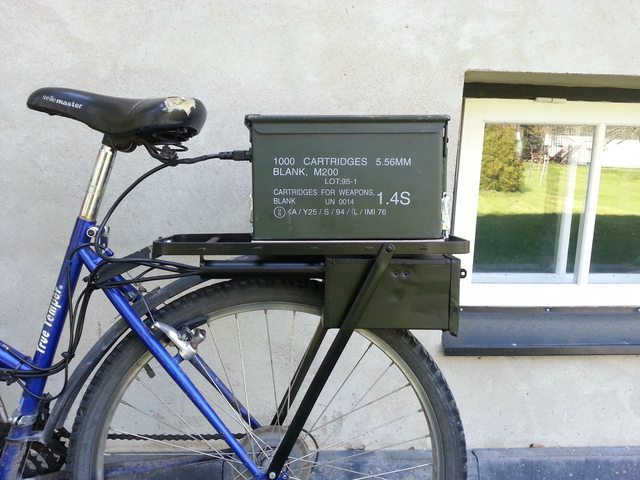 selle master
1000 CARTRIDGES 5.56MM
BLANK, M200
LOT:95-1
CARTRIDGES FOR WEAPONS,
BLANK UN 0014 1.4S
4A / Y25 / S / 94 / IL / IMI 76
True Temper